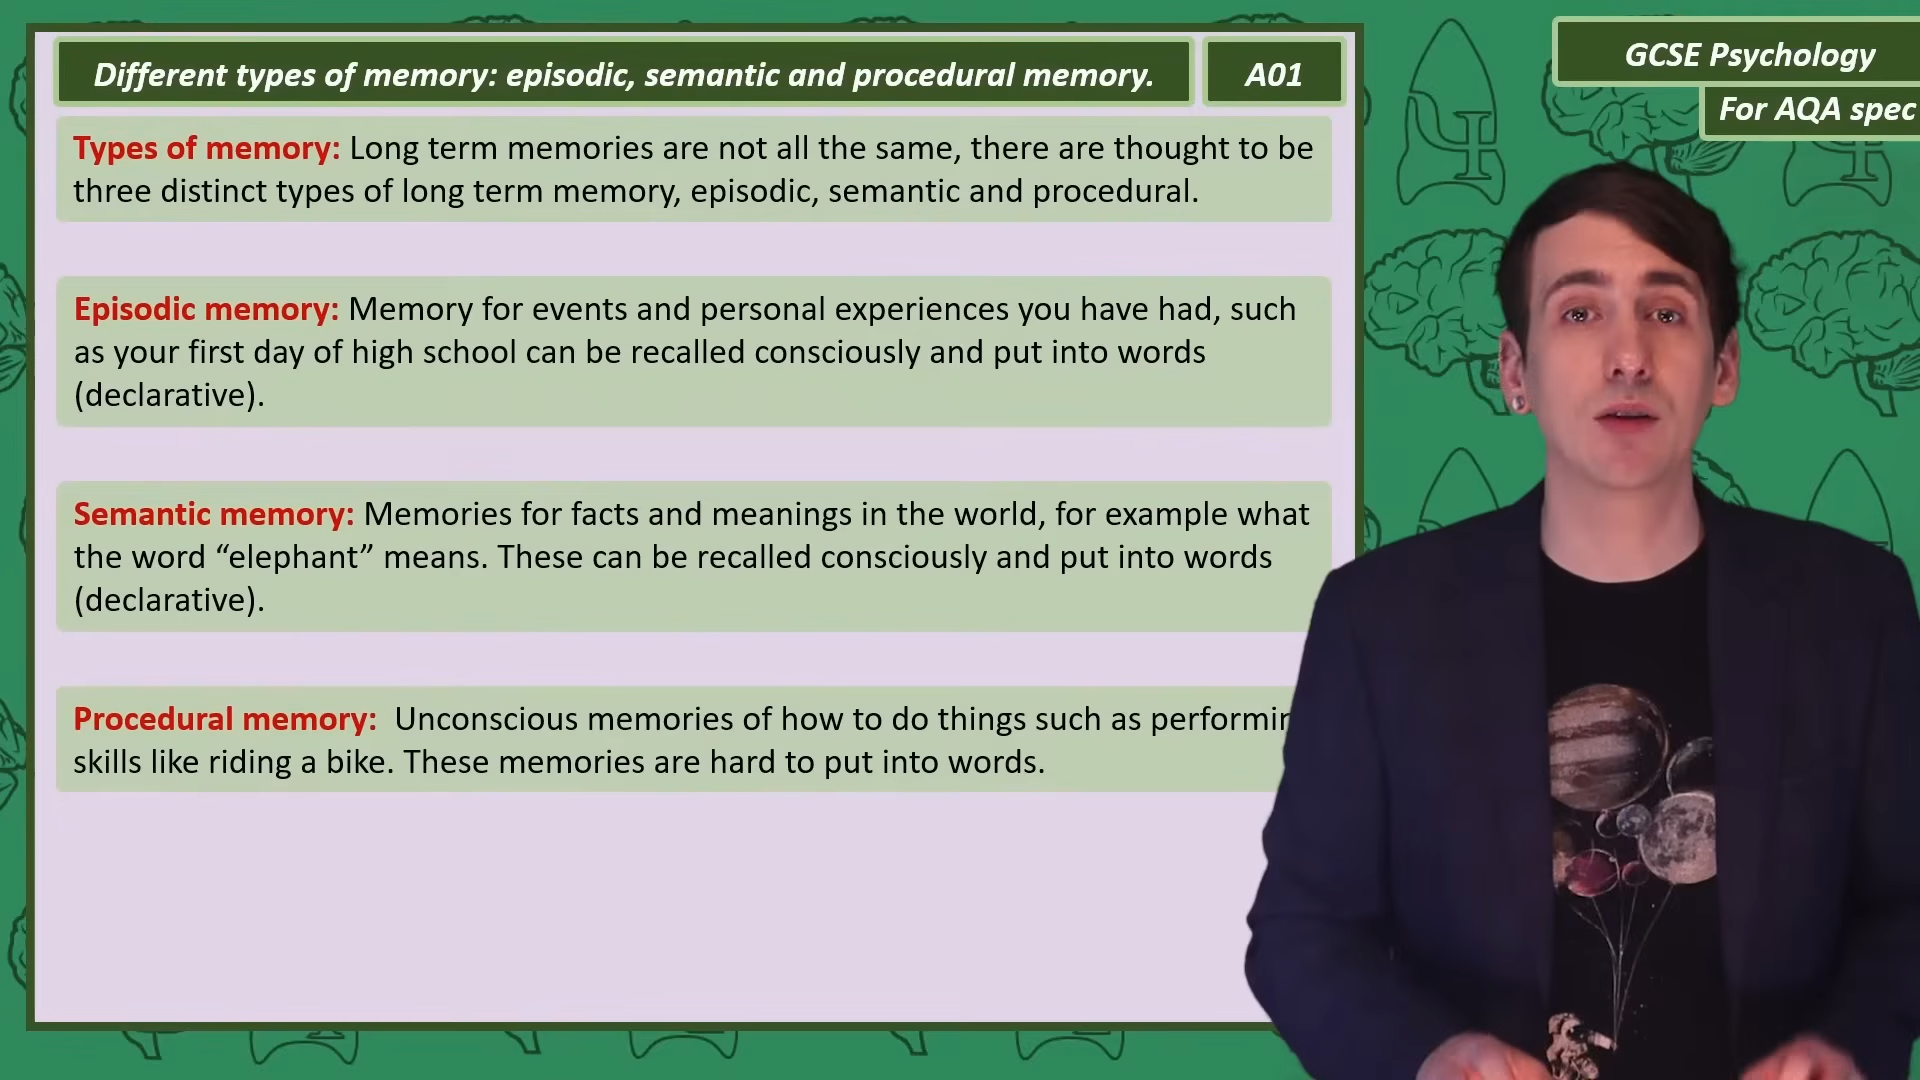 Different types of memory: episodic, semantic and procedural memory.
A01
GCSE Psychology
For AQA spec
Types of memory: Long term memories are not all the same, there are thought to be
three distinct types of long term memory, episodic, semantic and procedural.
Episodic memory: Memory for events and personal experiences you have had, such
as your first day of high school can be recalled consciously and put into words
(declarative).
Semantic memory: Memories for facts and meanings in the world, for example what
the word “elephant” means. These can be recalled consciously and put into words
(declarative).
Procedural memory: Unconscious memories of how to do things such as performin
skills like riding a bike. These memories are hard to put into words.